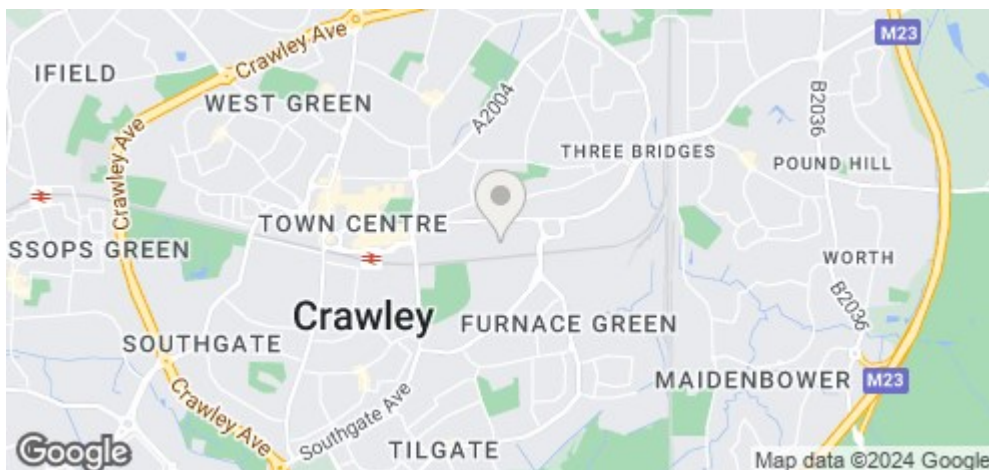 M23
Crawley Ave
IFIELD
WEST GREEN
A2004
B2036
Crawley Ave
THREE BRIDGES
POUND HILL
TOWN CENTRE
SSOPS GREEN
WORTH
Crawley
FURNACE GREEN
B2036
SOUTHGATE
MAIDENBOWER
M23
Crawley Ave
Southgate Ave
TILGATE
Google
Map data ©2024 Google